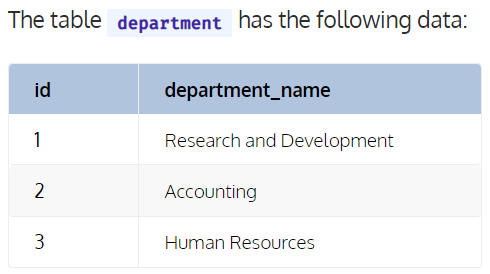 The table department has the following data:
id department_name
1 Research and Development
2 Accounting
3 Human Resources